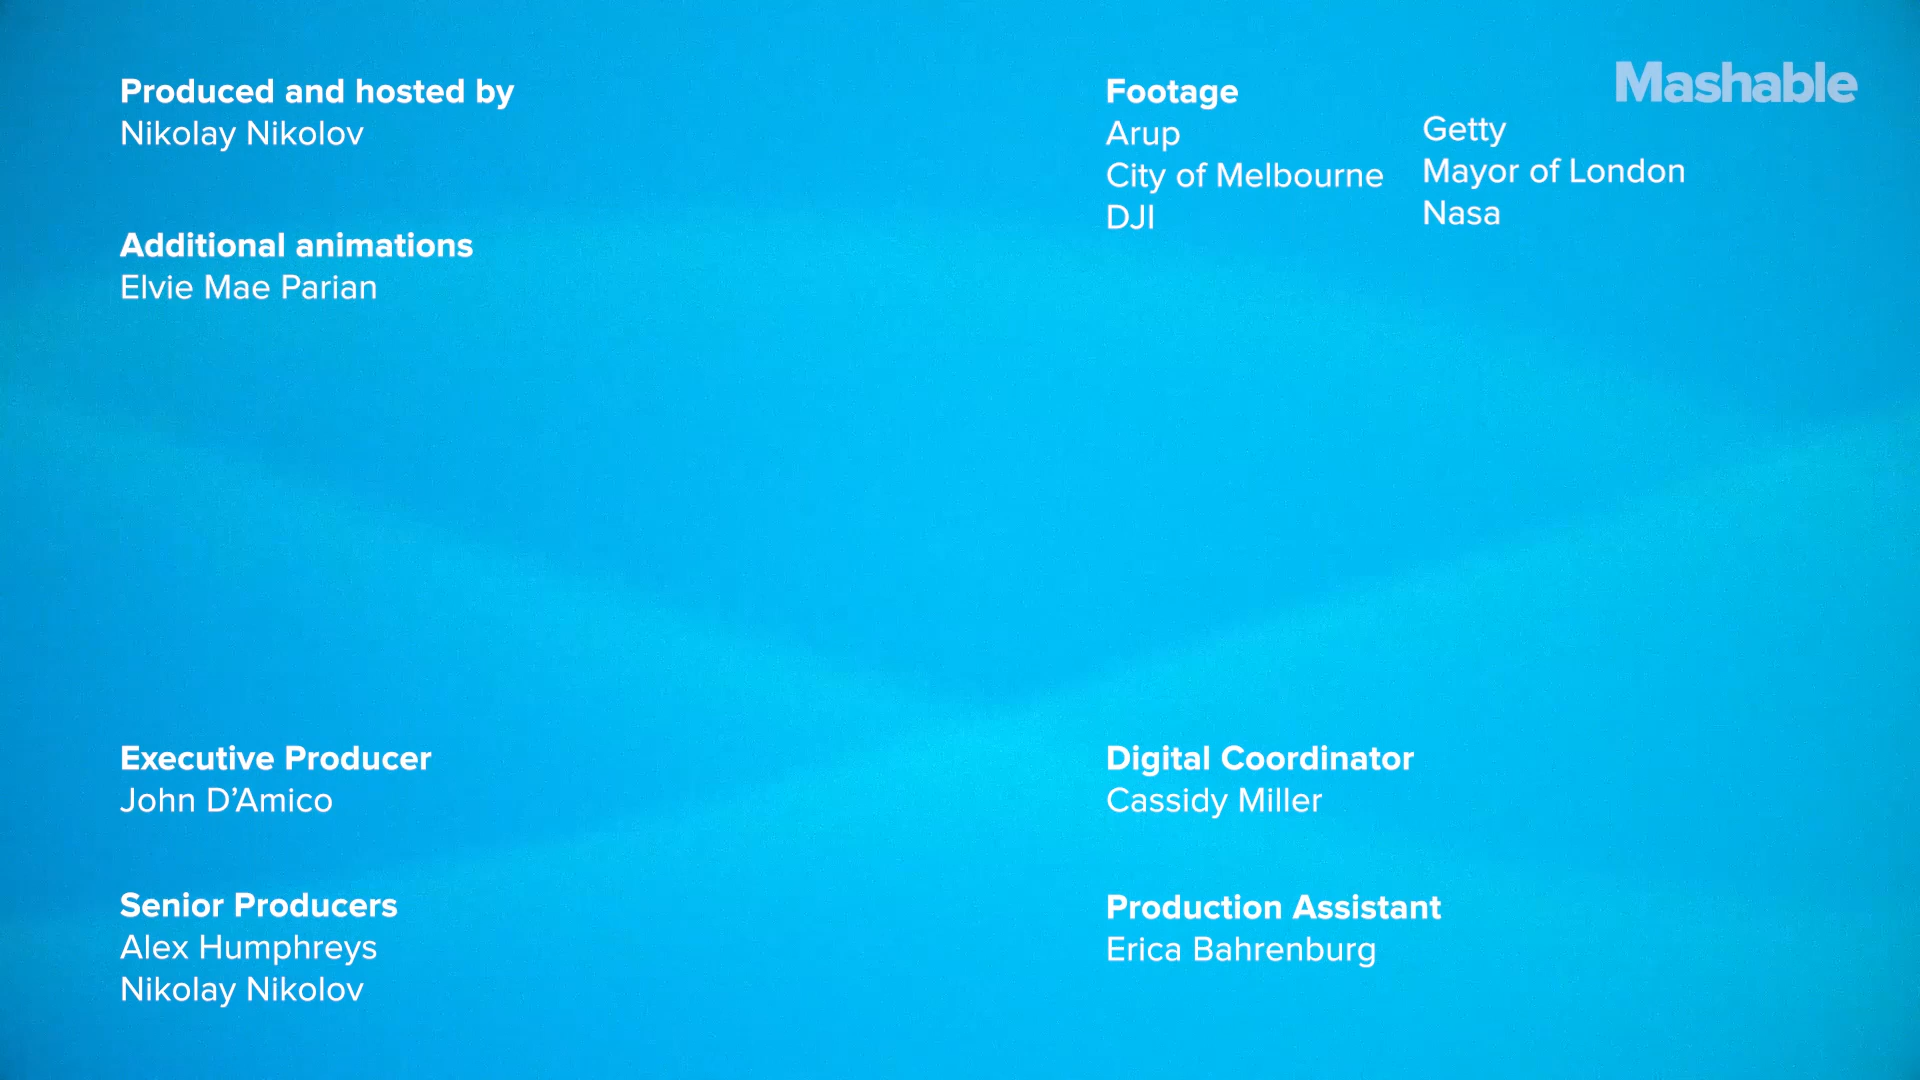 Produced and hosted by
Nikolay Nikolov
Additional animations
Elvie Mae Parian
Footage
Arup
City of Melbourne
DJI
Getty
Mayor of London
Nasa
Mashable
Executive Producer
John D’Amico
Senior Producers
Alex Humphreys
Nikolay Nikolov
Digital Coordinator
Cassidy Miller
Production Assistant
Erica Bahrenburg